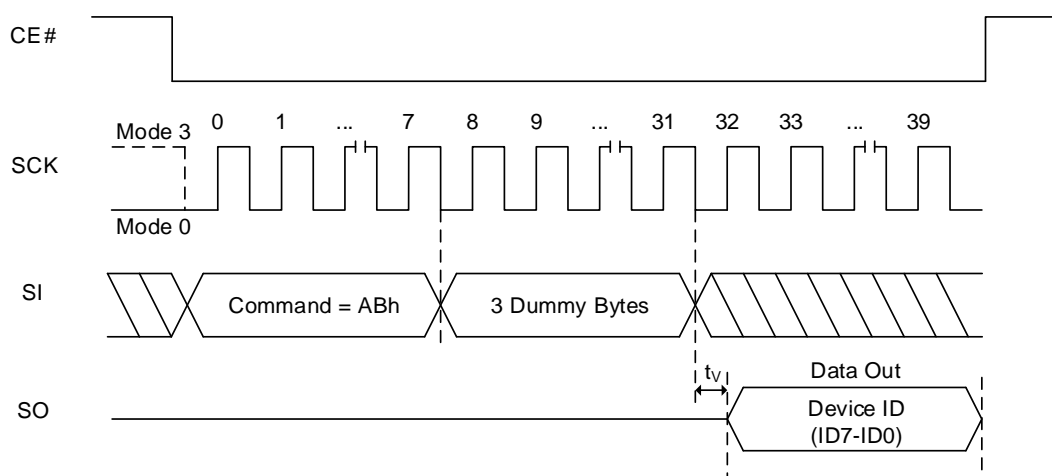 CE#
SCK
Mode 3
0 1 ... 7 8 9 ... 31 32 33 ... 39
Mode 0
SI
Command = ABh
3 Dummy Bytes
tV
Data Out
SO
Device ID
(ID7-ID0)